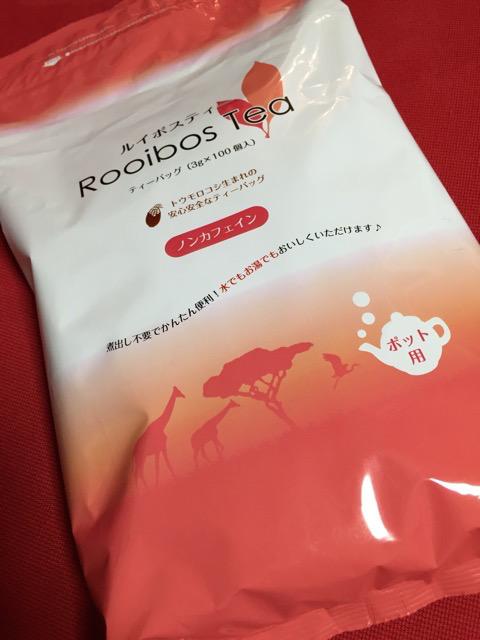 ルイボスティ
Rooibos Tea
ティーバッグ（3g×100個入）
トウモロコシ生まれの
安心安全なティーバッグ
ノンカフェイン
煮出し不要でかんたん便利！水でもお湯でもおいしくいただけます♪
ポット
用